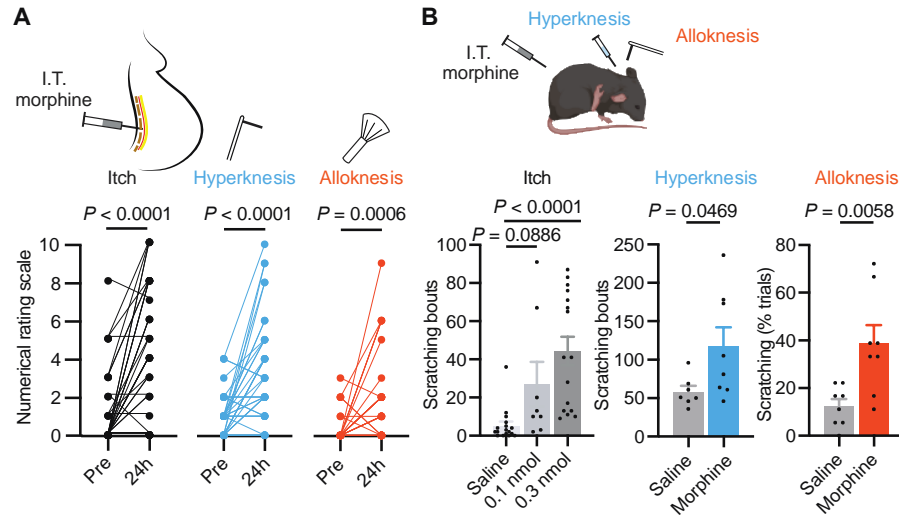 A
I.T.
morphine
Itch
Hyperknesis
Alloknesis
P < 0.0001
P < 0.0001
P = 0.0006
Numerical rating scale
10
8
6
4
2
0
Pre
24h
Pre
24h
Pre
24h
B
Hyperknesis
Alloknesis
I.T.
morphine
Itch
P < 0.0001
P = 0.0886
Scratching bouts
100
80
60
40
20
0
Saline
0.1 nmol
0.3 nmol
Hyperknesis
P = 0.0469
Scratching bouts
250
200
150
100
50
0
Saline
Morphine
Alloknesis
P = 0.0058
Scratching (% trials)
80
60
40
20
0
Saline
Morphine